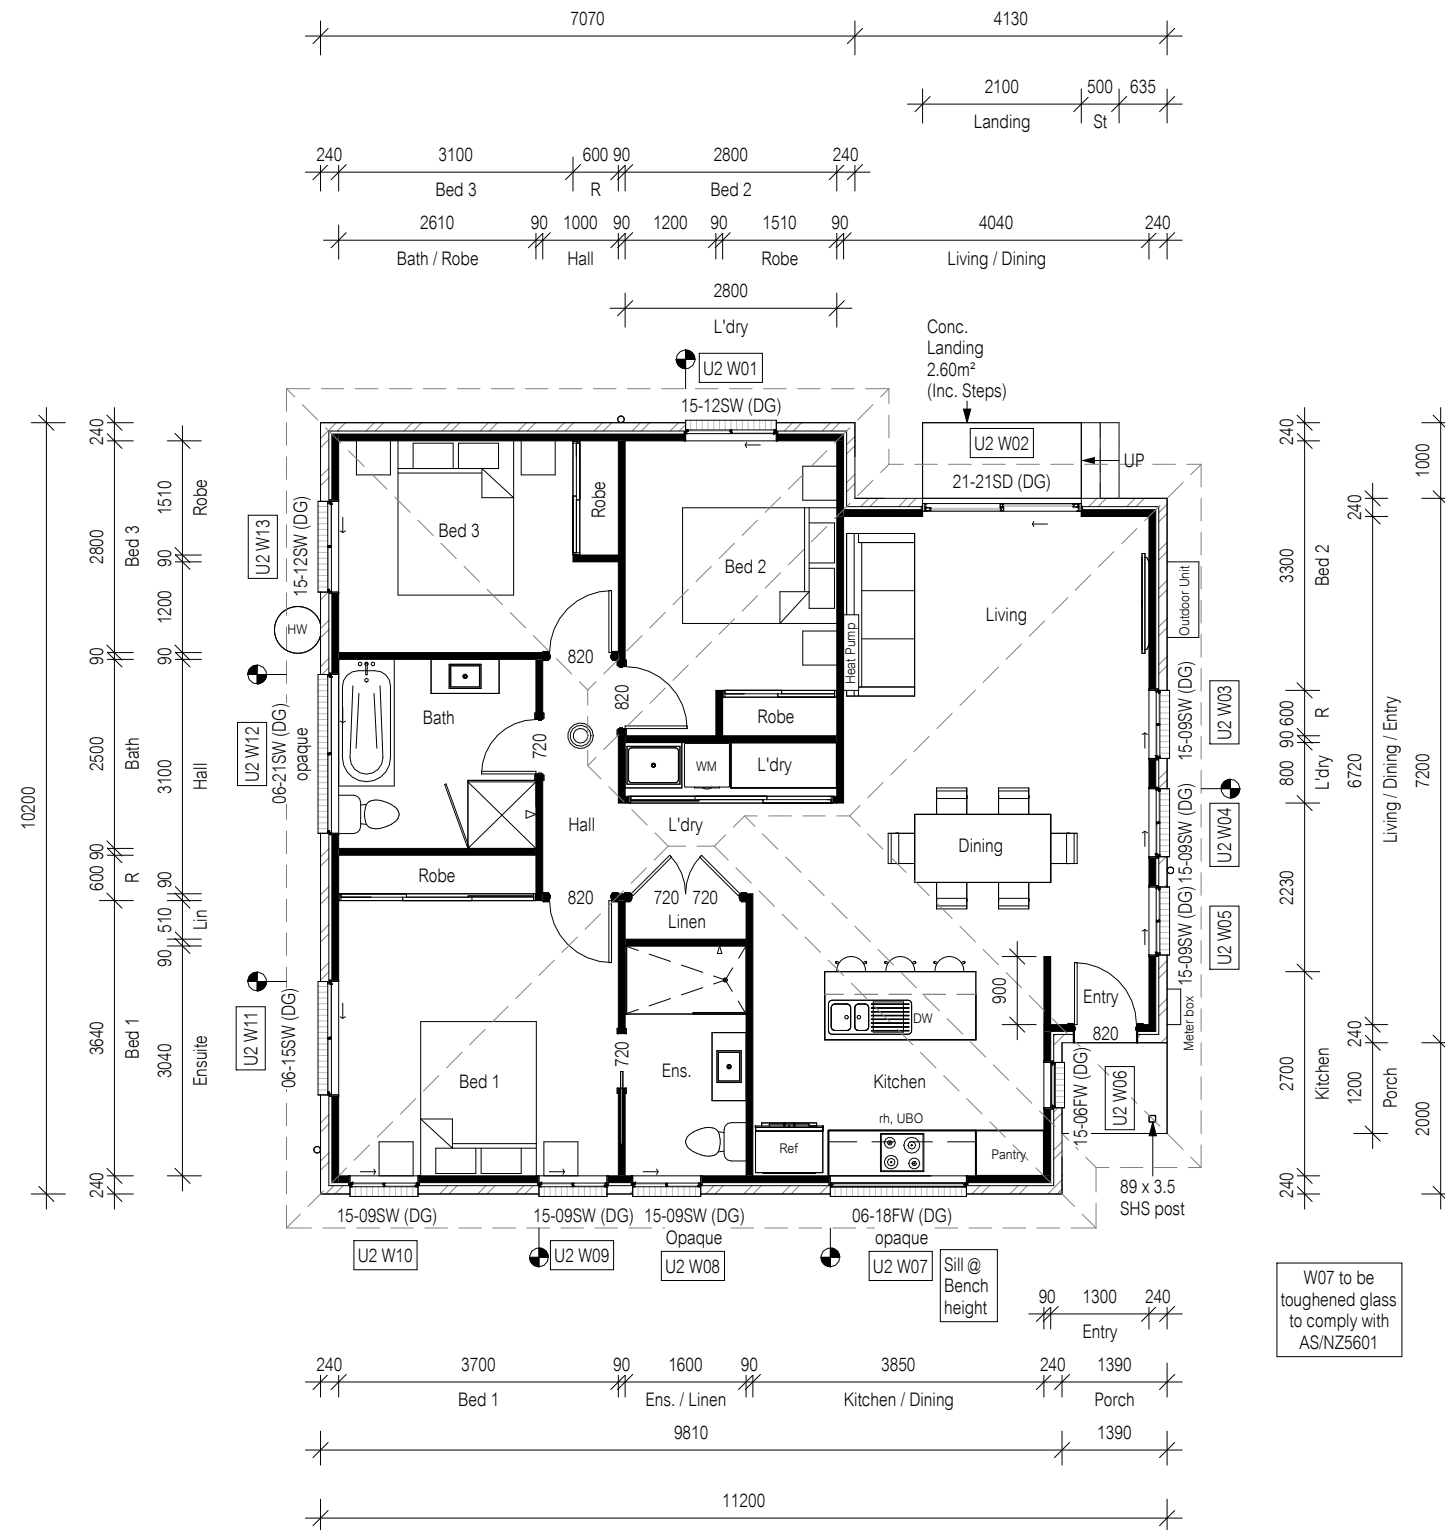 7070 4130
2100 500 635
Landing St
240 3100 600 90 2800 240
Bed 3 R Bed 2
2610 90 1000 90 1200 90 1510 90 4040 240
Bath / Robe Hall Robe Living / Dining
2800
L'dry
Conc.
Landing
2.60m²
(Inc. Steps)
U2 W01
15-12SW (DG)
U2 W02
UP
21-21SD (DG)
10200
240
2800
Bed 3
90
2500
Bath
90
600
R
3640
Bed 1
240
1510
Robe
90
1200
90
3100
Hall
90
510
Lin
90
3040
Ensuite
U2 W13
15-12SW (DG)
HW
U2 W12
06-21SW (DG)
opaque
U2 W11
06-15SW (DG)
Bed 3
Robe
Bed 2
Living
Heat Pump
Outdoor Unit
820
820
Bath
720
Robe
WM
L'dry
Hall
L'dry
Dining
Robe
820
720 720
Linen
900
Entry
820
DW
Bed 1
720
Ens.
Kitchen
rh, UBO
Ref
Pantry
15-09SW (DG)
U2 W03
15-09SW (DG)
U2 W04
15-09SW (DG)
U2 W05
Meter box
15-06FW (DG)
U2 W06
89 x 3.5
SHS post
240
3300
Bed 2
600
R
90
800
L'dry
2230
2700
Kitchen
240
240
6720
Living / Dining / Entry
240
1200
Porch
1000
7200
2000
15-09SW (DG) 15-09SW (DG) 15-09SW (DG) 06-18FW (DG)
Opaque opaque
U2 W10 U2 W09 U2 W08 U2 W07
Sill @
Bench
height
W07 to be
toughened glass
to comply with
AS/NZ5601
90 1300 240
Entry
240 3700 90 1600 90 3850 240 1390
Bed 1 Ens. / Linen Kitchen / Dining Porch
9810 1390
11200